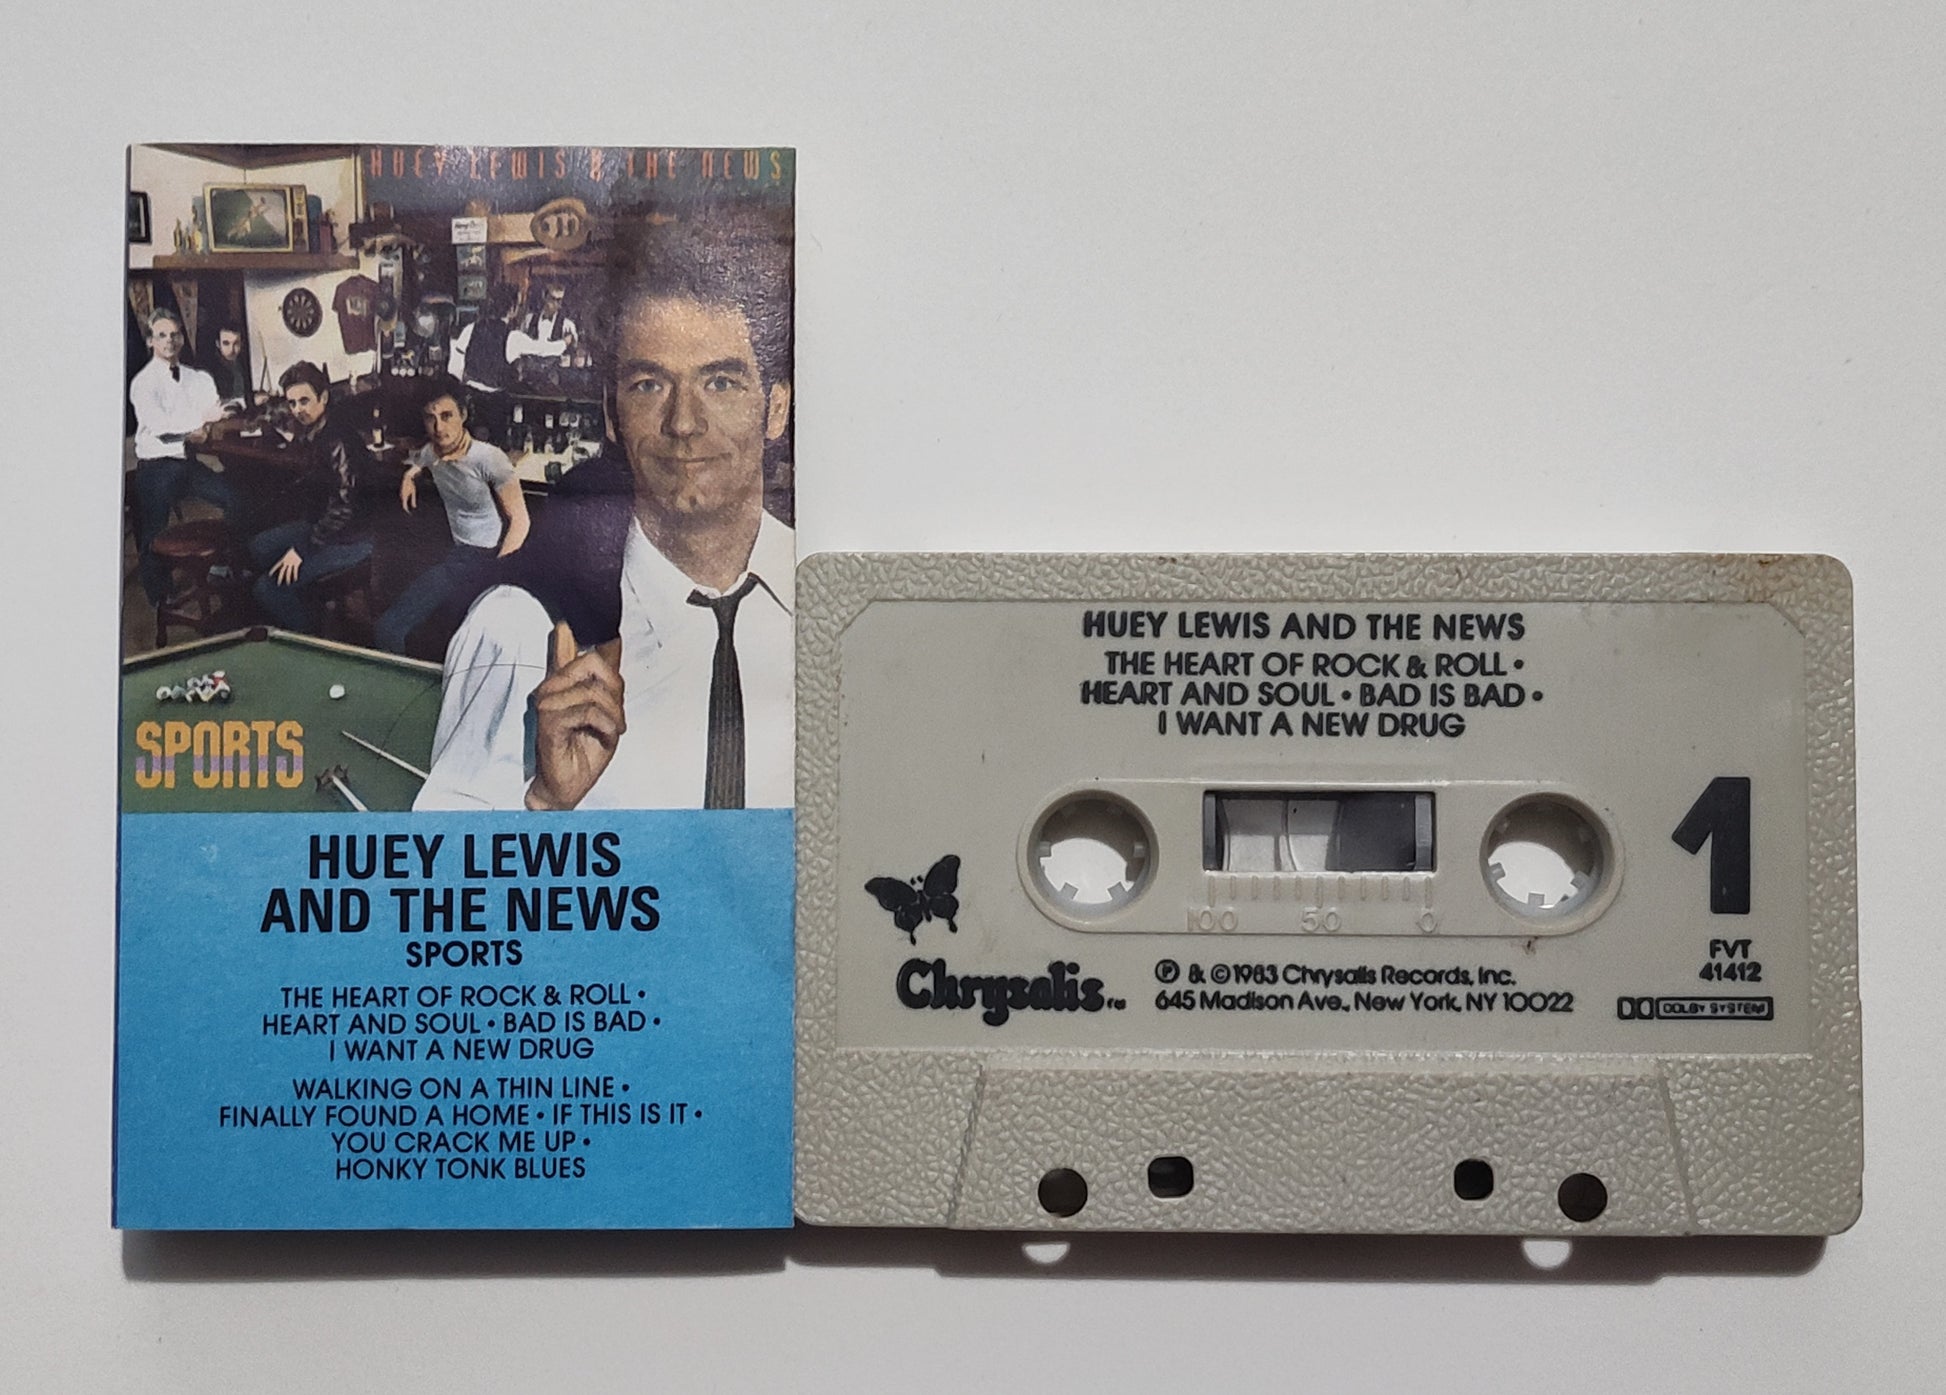 HUEY LEWIS & THE NEWS
SPORTS
HUEY LEWIS
AND THE NEWS
SPORTS
THE HEART OF ROCK & ROLL •
HEART AND SOUL • BAD IS BAD •
I WANT A NEW DRUG
WALKING ON A THIN LINE •
FINALLY FOUND A HOME • IF THIS IS IT •
YOU CRACK ME UP •
HONKY TONK BLUES
HUEY LEWIS AND THE NEWS
THE HEART OF ROCK & ROLL •
HEART AND SOUL • BAD IS BAD •
I WANT A NEW DRUG
1
100 50 0
Chrysalis™
℗ & © 1983 Chrysalis Records, Inc.
645 Madison Ave., New York, NY 10022
FVT
41412
DOLBY SYSTEM